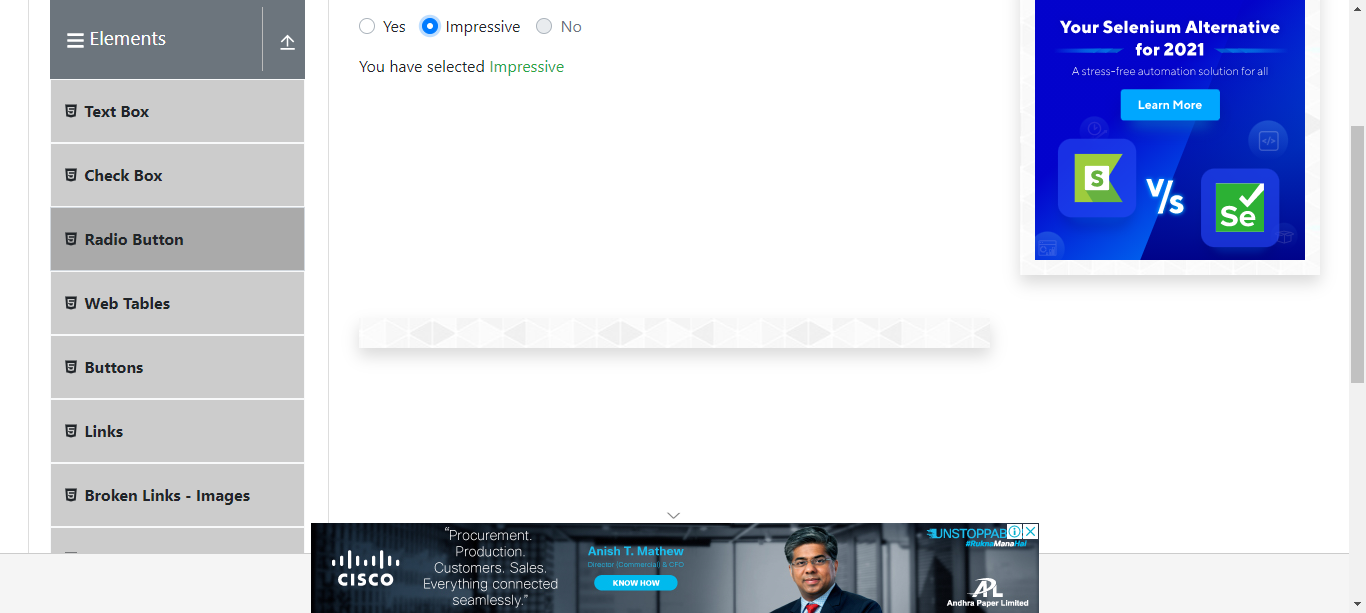 Elements
Text Box
Check Box
Radio Button
Web Tables
Buttons
Links
Broken Links - Images
Yes
Impressive
No
You have selected Impressive
Your Selenium Alternative
for 2021
A stress-free automation solution for all
Learn More
S
V/s
Se
CISCO
“Procurement.
Production.
Customers. Sales.
Everything connected
seamlessly.”
Anish T. Mathew
Director (Commercial) & CFO
KNOW HOW
UNSTOPPAB
#RuknaManaHai
APL
Andhra Paper Limited